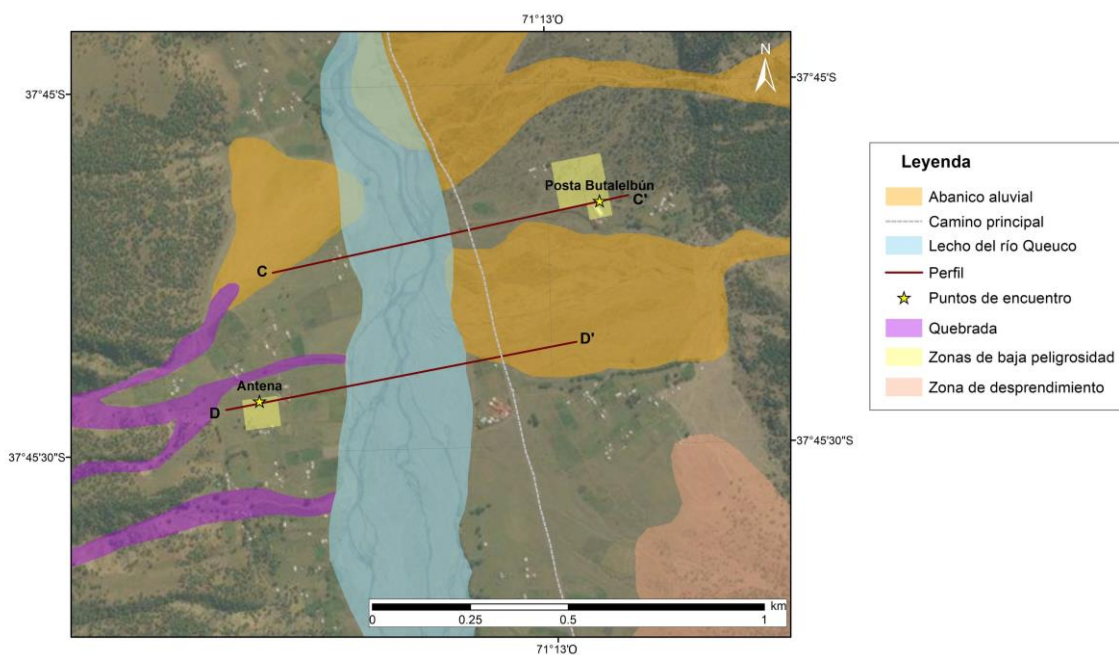 71°13'O
N
37°45'S
37°45'S
Posta Butalelbún
C'
C
D'
Antena
D
37°45'30"S
37°45'30"S
km
0 0.25 0.5 1
71°13'O
Leyenda
Abanico aluvial
Camino principal
Lecho del río Queuco
Perfil
Puntos de encuentro
Quebrada
Zonas de baja peligrosidad
Zona de desprendimiento